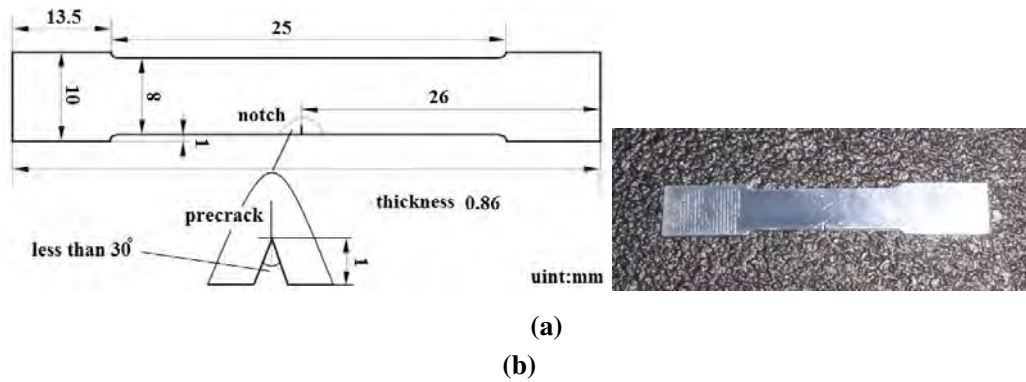 13.5
25
10
8
26
notch
1
thickness 0.86
precrack
less than 30°
1
uint:mm
(a)
(b)